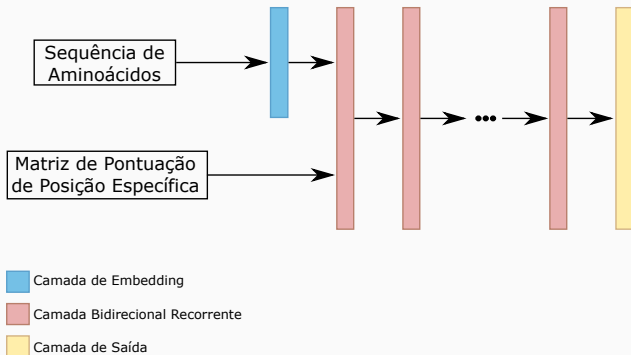 Sequência de
Aminoácidos
Matriz de Pontuação
de Posição Específica
Camada de Embedding
Camada Bidirecional Recorrente
Camada de Saída